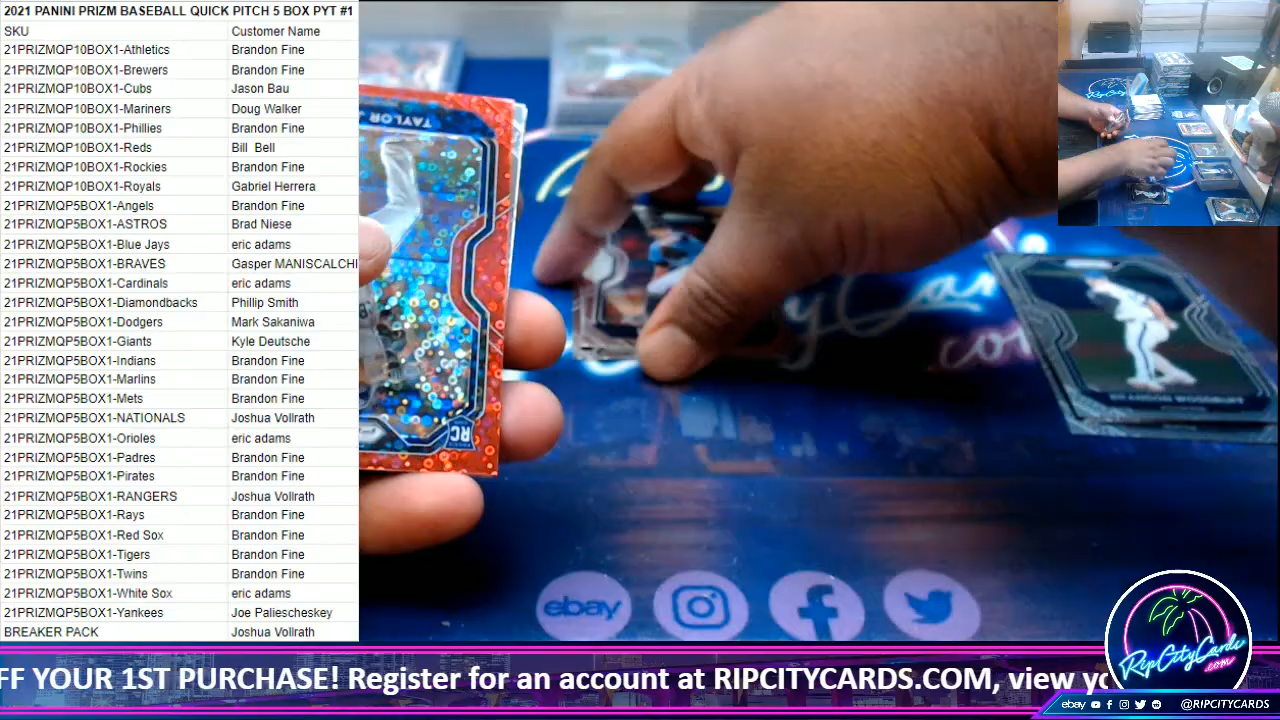 2021 PANINI PRIZM BASEBALL QUICK PITCH 5 BOX PYT #1
SKU Customer Name
21PRIZMQP10BOX1-Athletics Brandon Fine
21PRIZMQP10BOX1-Brewers Brandon Fine
21PRIZMQP10BOX1-Cubs Jason Bau
21PRIZMQP10BOX1-Mariners Doug Walker
21PRIZMQP10BOX1-Phillies Brandon Fine
21PRIZMQP10BOX1-Reds Bill Bell
21PRIZMQP10BOX1-Rockies Brandon Fine
21PRIZMQP10BOX1-Royals Gabriel Herrera
21PRIZMQP5BOX1-Angels Brandon Fine
21PRIZMQP5BOX1-ASTROS Brad Niese
21PRIZMQP5BOX1-Blue Jays eric adams
21PRIZMQP5BOX1-BRAVES Gasper MANISCALCHI
21PRIZMQP5BOX1-Cardinals eric adams
21PRIZMQP5BOX1-Diamondbacks Phillip Smith
21PRIZMQP5BOX1-Dodgers Mark Sakaniwa
21PRIZMQP5BOX1-Giants Kyle Deutsche
21PRIZMQP5BOX1-Indians Brandon Fine
21PRIZMQP5BOX1-Marlins Brandon Fine
21PRIZMQP5BOX1-Mets Brandon Fine
21PRIZMQP5BOX1-NATIONALS Joshua Vollrath
21PRIZMQP5BOX1-Orioles eric adams
21PRIZMQP5BOX1-Padres Brandon Fine
21PRIZMQP5BOX1-Pirates Brandon Fine
21PRIZMQP5BOX1-RANGERS Joshua Vollrath
21PRIZMQP5BOX1-Rays Brandon Fine
21PRIZMQP5BOX1-Red Sox Brandon Fine
21PRIZMQP5BOX1-Tigers Brandon Fine
21PRIZMQP5BOX1-Twins Brandon Fine
21PRIZMQP5BOX1-White Sox eric adams
21PRIZMQP5BOX1-Yankees Joe Paliescheskey
BREAKER PACK Joshua Vollrath
TAYLOR
RC
BRANDON WOODRUFF
ebay
FF YOUR 1ST PURCHASE! Register for an account at RIPCITYCARDS.COM, view yo
RipCityCards
.com
ebay @RIPCITYCARDS